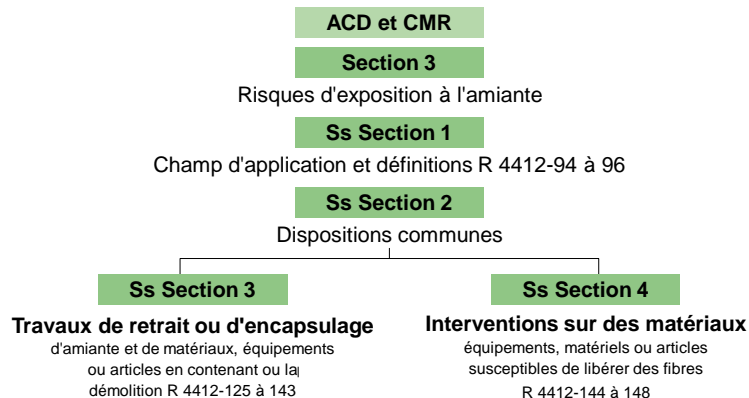 ACD et CMR
Section 3
Risques d'exposition à l'amiante
Ss Section 1
Champ d'application et définitions R 4412-94 à 96
Ss Section 2
Dispositions communes
Ss Section 3
Travaux de retrait ou d'encapsulage
d'amiante et de matériaux, équipements
ou articles en contenant ou la
démolition R 4412-125 à 143
Ss Section 4
Interventions sur des matériaux
équipements, matériels ou articles
susceptibles de libérer des fibres
R 4412-144 à 148